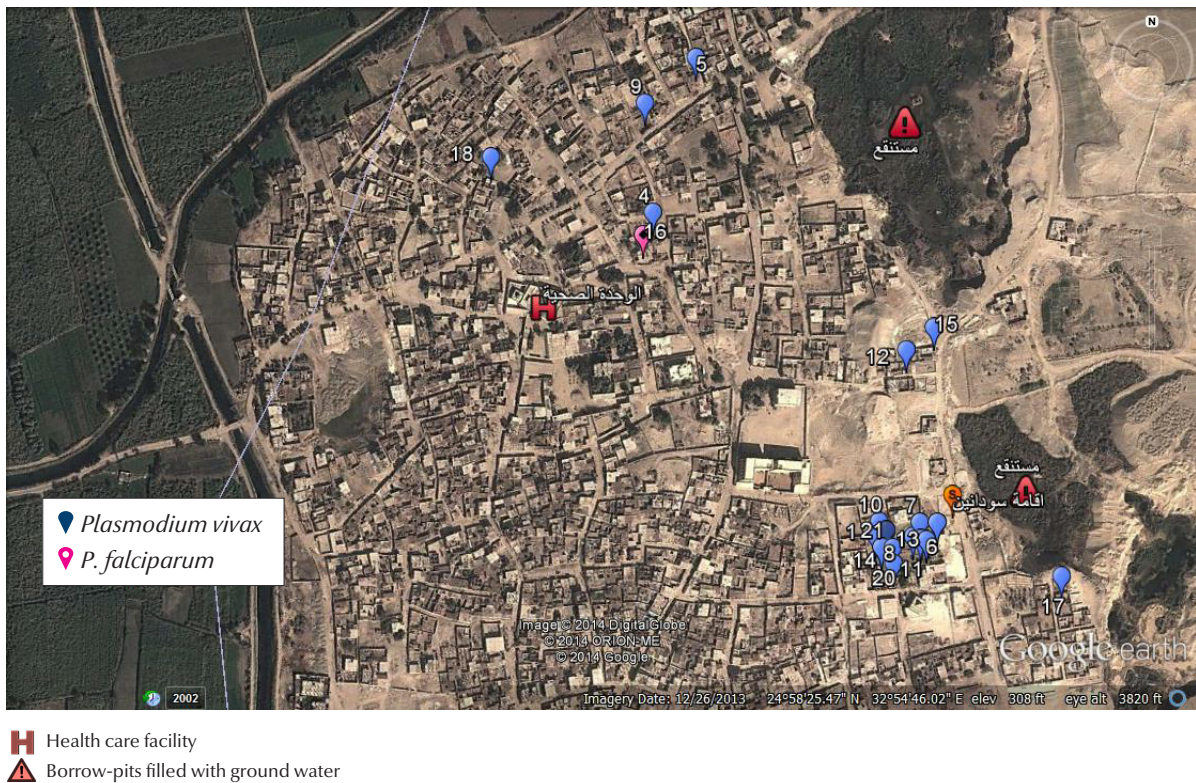 N
5
9
مستنقع
18
4
16
الوحدة الصحية
15
12
مستنقع
S
اقامة سودانين
10
7
1
21
13
6
14
8
11
20
17
Plasmodium vivax
P. falciparum
Image © 2014 DigitalGlobe
© 2014 ORION-ME
© 2014 Google
Google earth
2002
Imagery Date: 12/26/2013 24°58'25.47" N 32°54'46.02" E elev 308 ft eye alt 3820 ft
H Health care facility
Borrow-pits filled with ground water